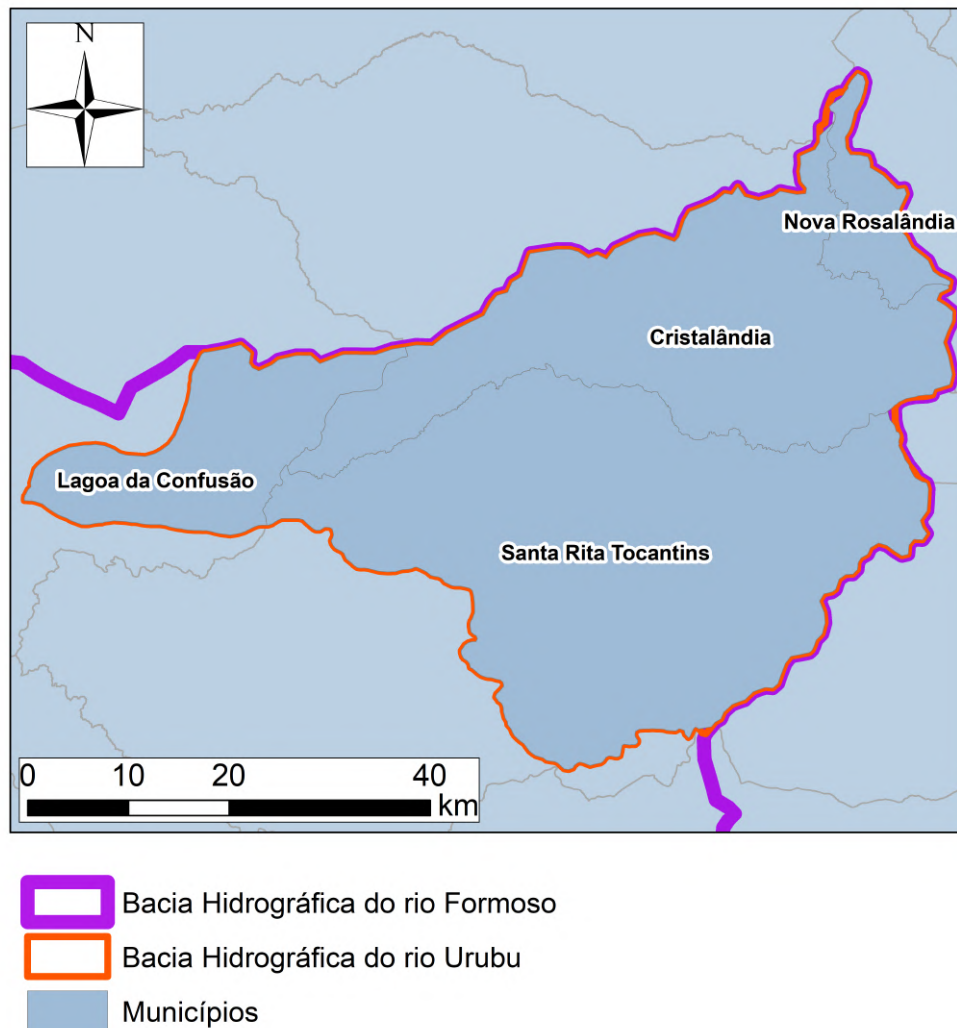 N
Nova Rosalândia
Cristalândia
Lagoa da Confusão
Santa Rita Tocantins
0 10 20 40
km
Bacia Hidrográfica do rio Formoso
Bacia Hidrográfica do rio Urubu
Municípios